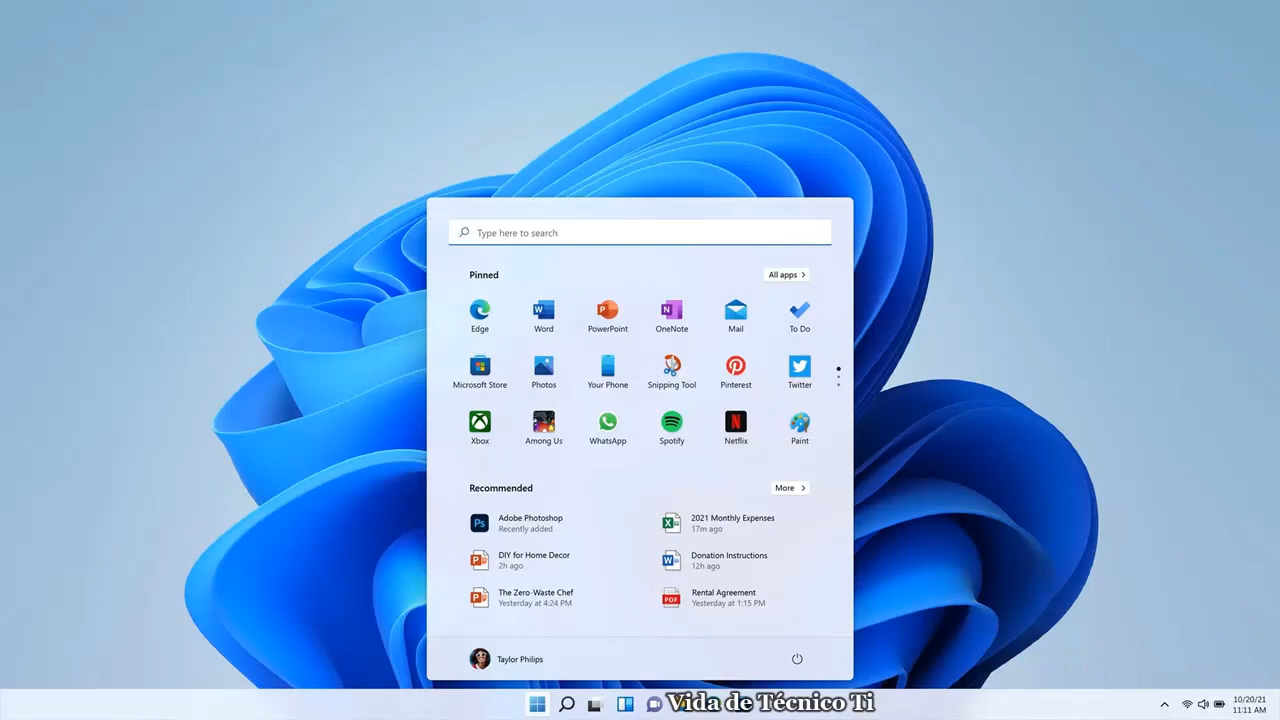 Type here to search
Pinned
All apps
Edge
Word
PowerPoint
OneNote
Mail
To Do
Microsoft Store
Photos
Your Phone
Snipping Tool
Pinterest
Twitter
Xbox
Among Us
WhatsApp
Spotify
Netflix
Paint
Recommended
More
Ps
Adobe Photoshop
Recently added
2021 Monthly Expenses
17m ago
DIY for Home Decor
2h ago
Donation Instructions
12h ago
The Zero-Waste Chef
Yesterday at 4:24 PM
PDF
Rental Agreement
Yesterday at 1:15 PM
Taylor Philips
Vida de Técnico Ti
10/20/21
11:11 AM